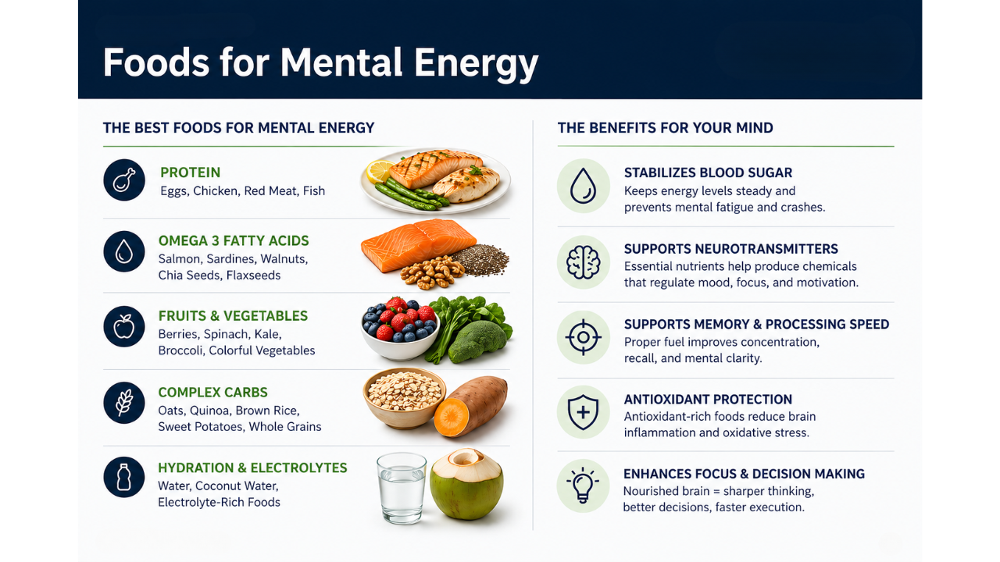 Foods for Mental Energy
THE BEST FOODS FOR MENTAL ENERGY
PROTEIN
Eggs, Chicken, Red Meat, Fish
OMEGA 3 FATTY ACIDS
Salmon, Sardines, Walnuts,
Chia Seeds, Flaxseeds
FRUITS & VEGETABLES
Berries, Spinach, Kale,
Broccoli, Colorful Vegetables
COMPLEX CARBS
Oats, Quinoa, Brown Rice,
Sweet Potatoes, Whole Grains
HYDRATION & ELECTROLYTES
Water, Coconut Water,
Electrolyte-Rich Foods
THE BENEFITS FOR YOUR MIND
STABILIZES BLOOD SUGAR
Keeps energy levels steady and
prevents mental fatigue and crashes.
SUPPORTS NEUROTRANSMITTERS
Essential nutrients help produce chemicals
that regulate mood, focus, and motivation.
SUPPORTS MEMORY & PROCESSING SPEED
Proper fuel improves concentration,
recall, and mental clarity.
ANTIOXIDANT PROTECTION
Antioxidant-rich foods reduce brain
inflammation and oxidative stress.
ENHANCES FOCUS & DECISION MAKING
Nourished brain = sharper thinking,
better decisions, faster execution.